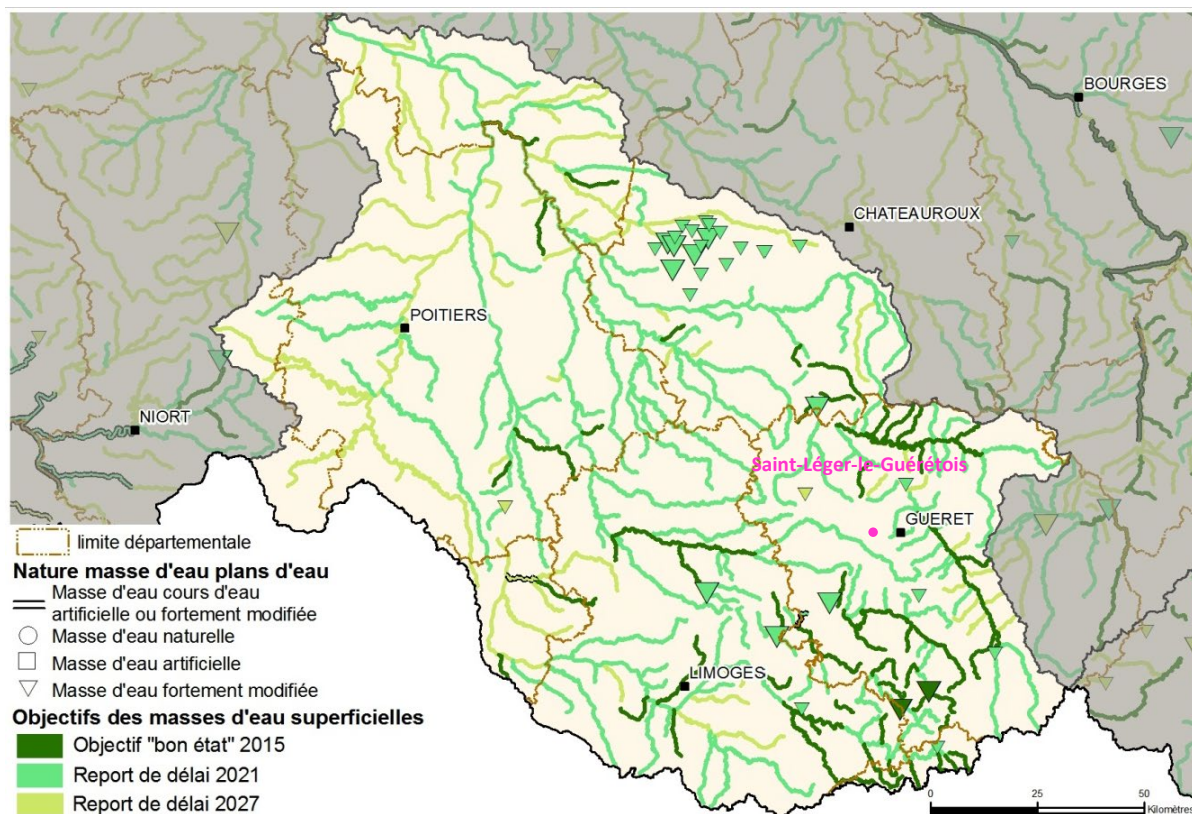 BOURGES
CHATEAUROUX
POITIERS
NIORT
Saint-Léger-le-Guérétois
GUERET
LIMOGES
limite départementale
Nature masse d'eau plans d'eau
Masse d'eau cours d'eau
artificielle ou fortement modifiée
Masse d'eau naturelle
Masse d'eau artificielle
Masse d'eau fortement modifiée
Objectifs des masses d'eau superficielles
Objectif "bon état" 2015
Report de délai 2021
Report de délai 2027
0 25 50
Kilomètres